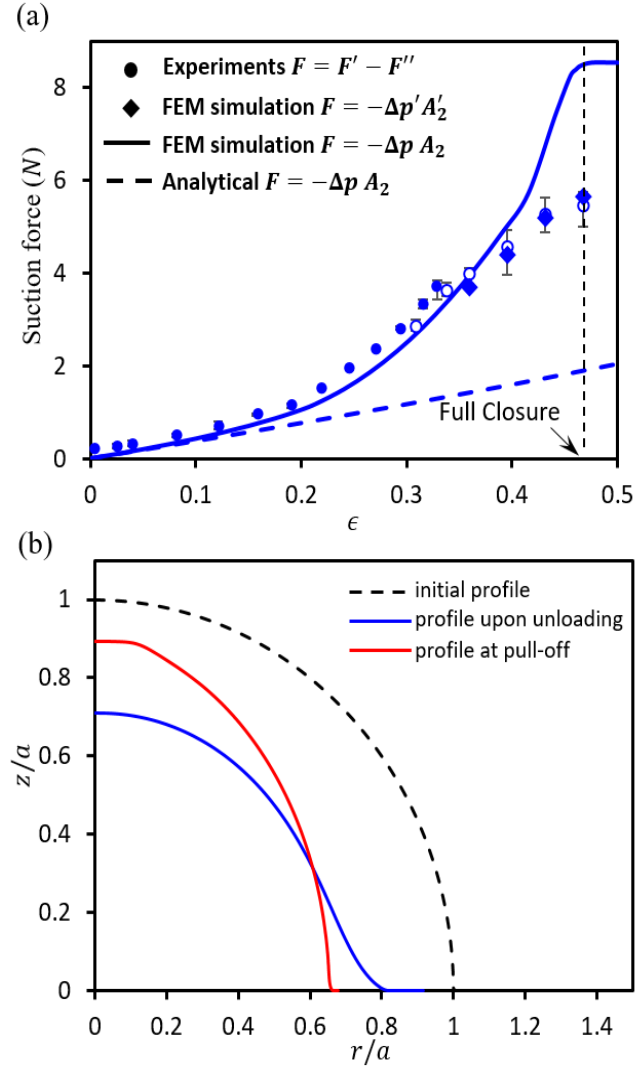 (a)
8
6
4
2
0
Suction force (N)
Experiments F = F′ − F′′
FEM simulation F = −Δp′A′₂
FEM simulation F = −Δp A₂
Analytical F = −Δp A₂
Full Closure
0 0.1 0.2 0.3 0.4 0.5
ϵ
(b)
1
0.8
0.6
0.4
0.2
0
z/a
initial profile
profile upon unloading
profile at pull-off
0 0.2 0.4 0.6 0.8 1 1.2 1.4
r/a